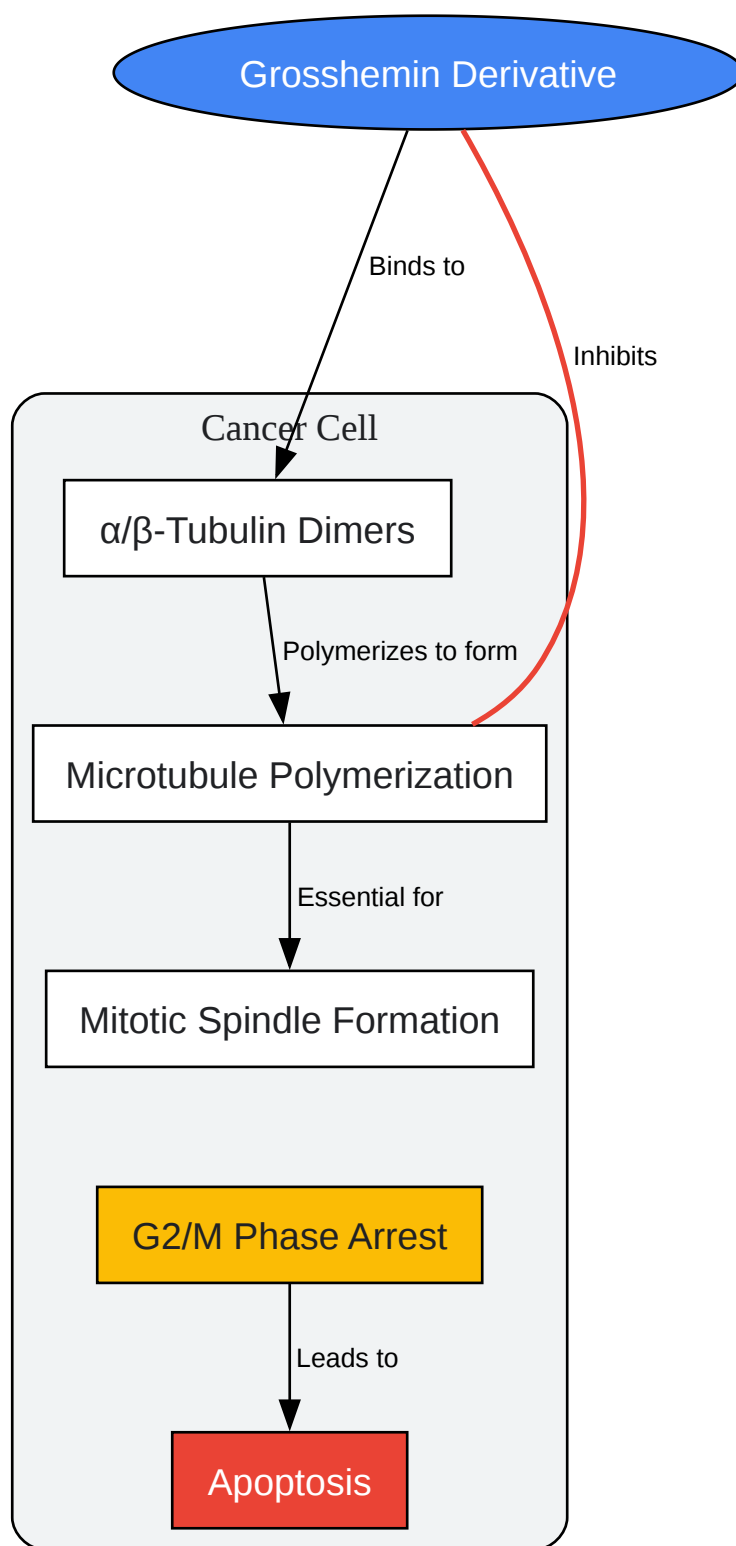 Grosshemin Derivative
Binds to
Inhibits
Cancer Cell
α/β-Tubulin Dimers
Polymerizes to form
Microtubule Polymerization
Essential for
Mitotic Spindle Formation
G2/M Phase Arrest
Leads to
Apoptosis